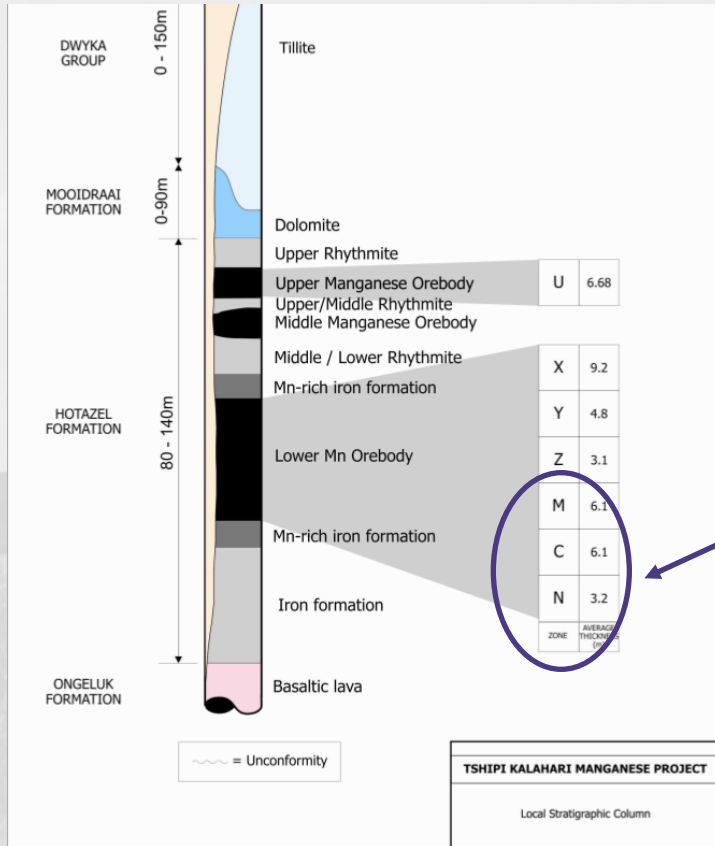 DWYKA
GROUP
0 - 150m
Tillite
MOOIDRAAI
FORMATION
0-90m
Dolomite
Upper Rhythmite
Upper Manganese Orebody
Upper/Middle Rhythmite
Middle Manganese Orebody
Middle / Lower Rhythmite
Mn-rich iron formation
HOTAZEL
FORMATION
80 - 140m
Lower Mn Orebody
Mn-rich iron formation
Iron formation
ONGELUK
FORMATION
Basaltic lava
U 6.68
X 9.2
Y 4.8
Z 3.1
M 6.1
C 6.1
N 3.2
ZONE AVERAGE
THICKNESS
(m)
= Unconformity
TSHIPI KALAHARI MANGANESE PROJECT
Local Stratigraphic Column